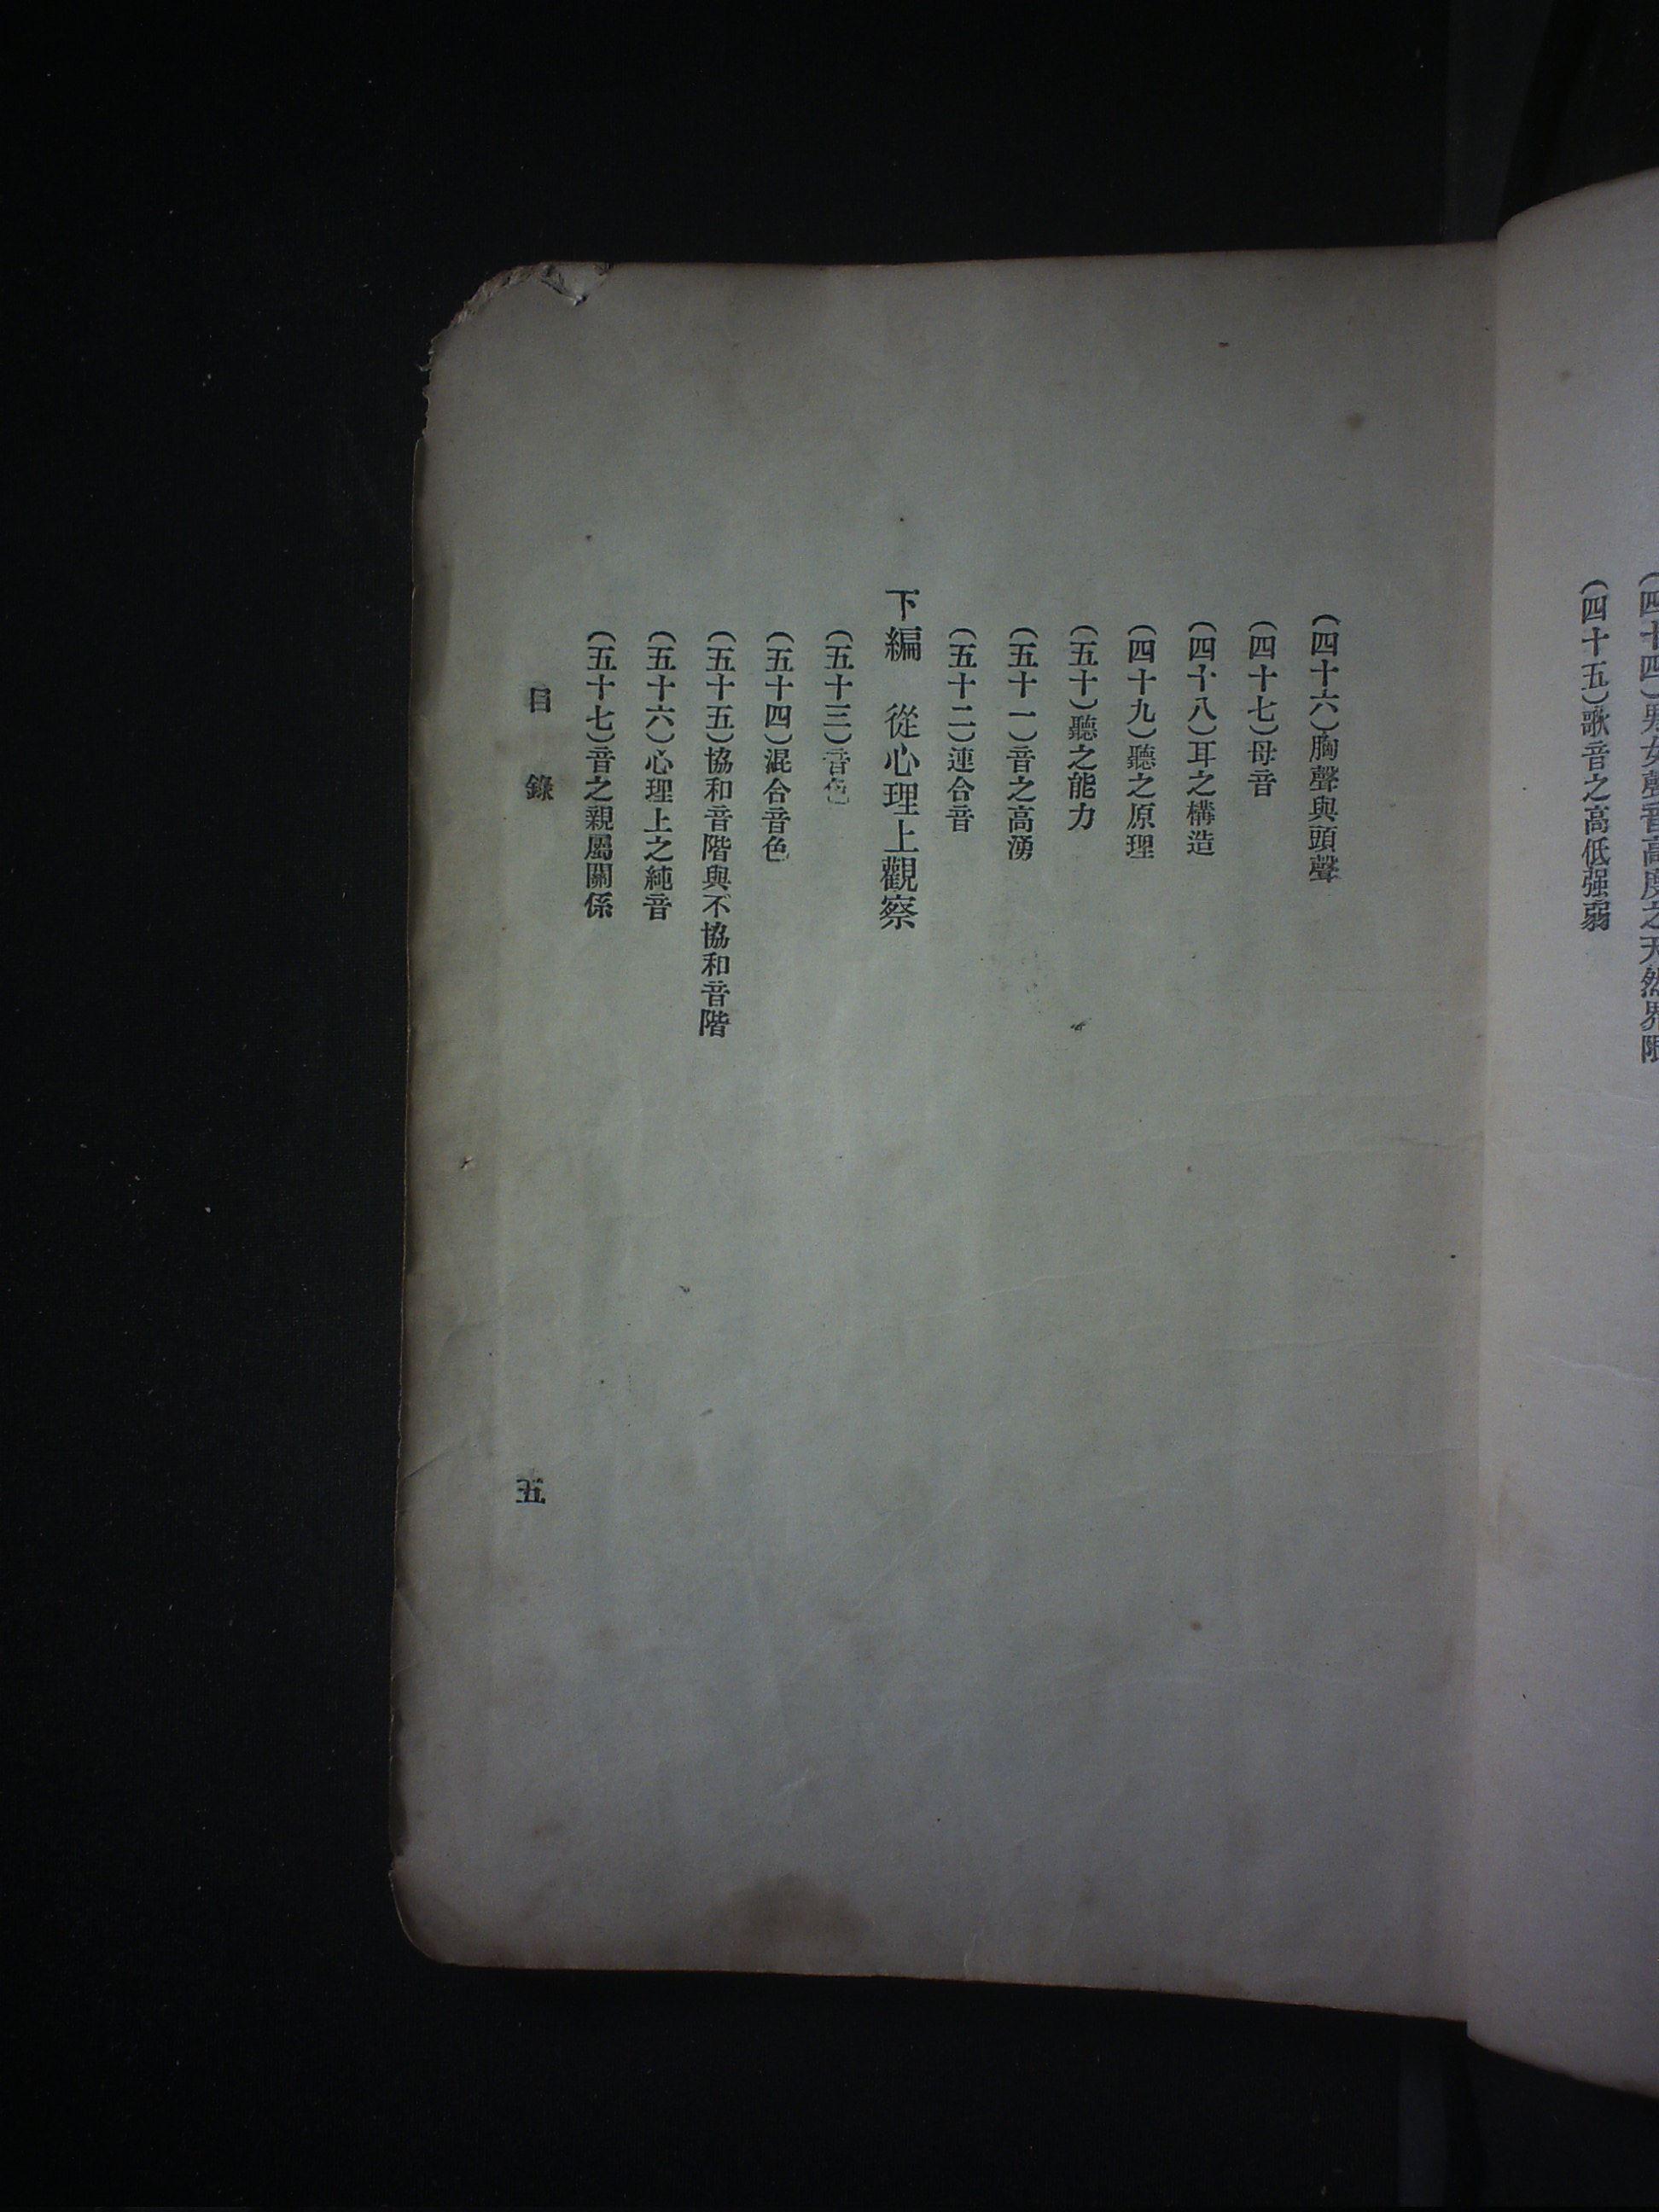 (四十四)男女聲音高度之天然界限
(四十五)歌音之高低强弱
(四十六)胸聲與頭聲
(四十七)母音
(四十八)耳之構造
(四十九)聽之原理
(五十)聽之能力
(五十一)音之高湧
(五十二)連合音
下編　從心理上觀察
(五十三)音色
(五十四)混合音色
(五十五)協和音階與不協和音階
(五十六)心理上之純音
(五十七)音之親屬關係
目錄
五